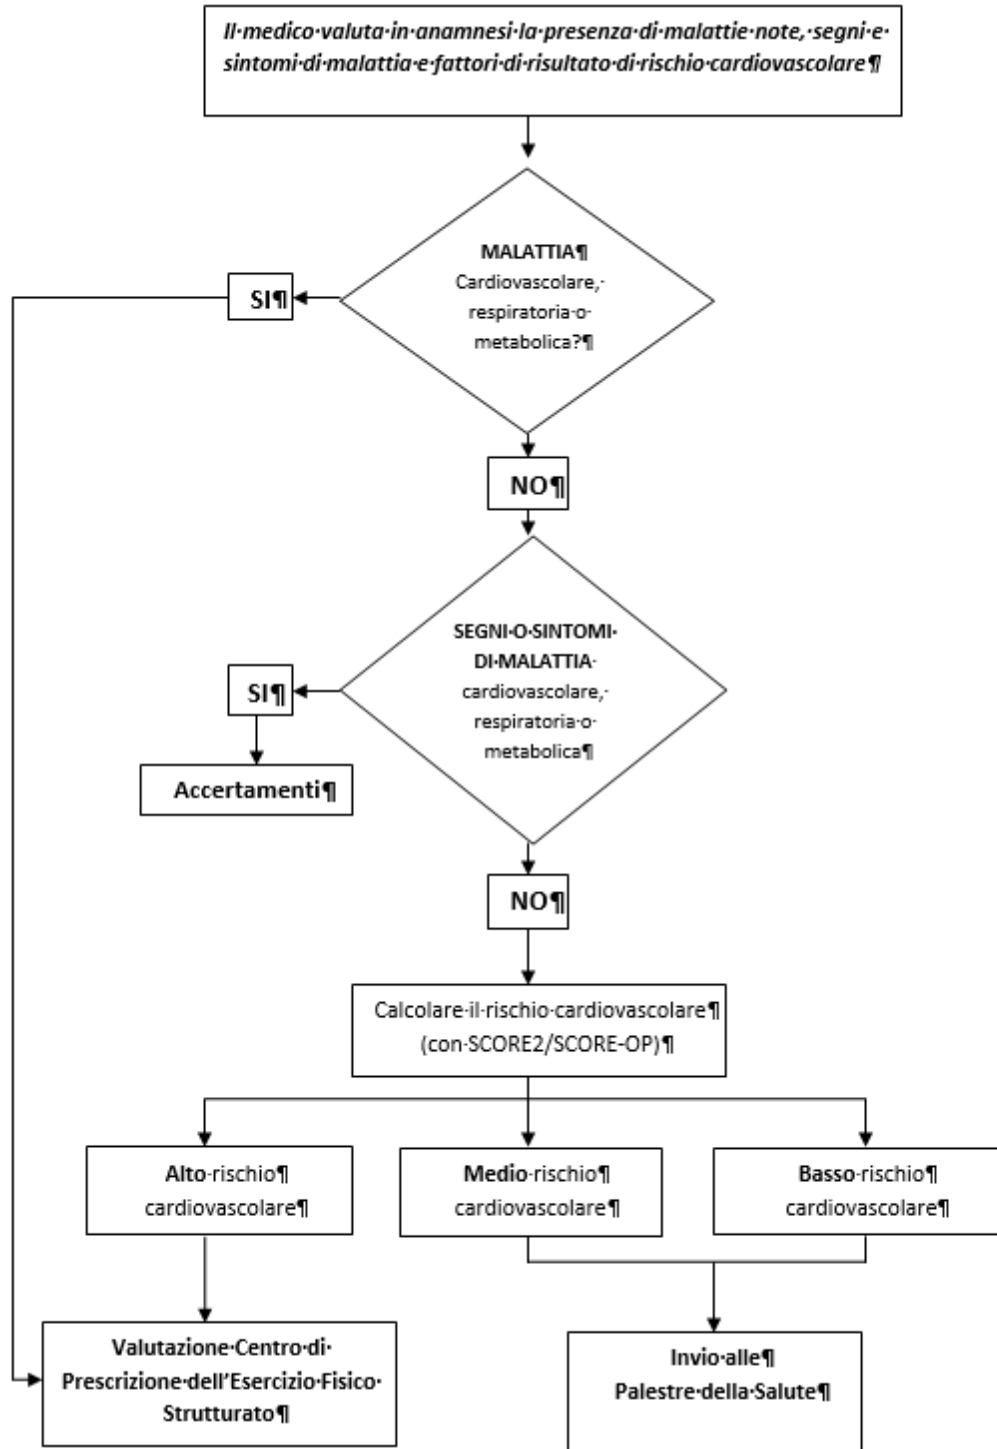 Il·medico·valuta·in·anamnesi·la·presenza·di·malattie·note,·segni·e·
sintomi·di·malattia·e·fattori·di·risultato·di·rischio·cardiovascolare¶
MALATTIA¶
Cardiovascolare,·
respiratoria·o·
metabolica?¶
SI¶
NO¶
SEGNI·O·SINTOMI·
DI·MALATTIA·
cardiovascolare,·
respiratoria·o·
metabolica¶
SI¶
Accertamenti¶
NO¶
Calcolare·il·rischio·cardiovascolare¶
(con·SCORE2/SCORE-OP)¶
Alto·rischio¶
cardiovascolare¶
Medio·rischio¶
cardiovascolare¶
Basso·rischio¶
cardiovascolare¶
Valutazione·Centro·di·
Prescrizione·dell'Esercizio·Fisico·
Strutturato¶
Invio·alle¶
Palestre·della·Salute¶